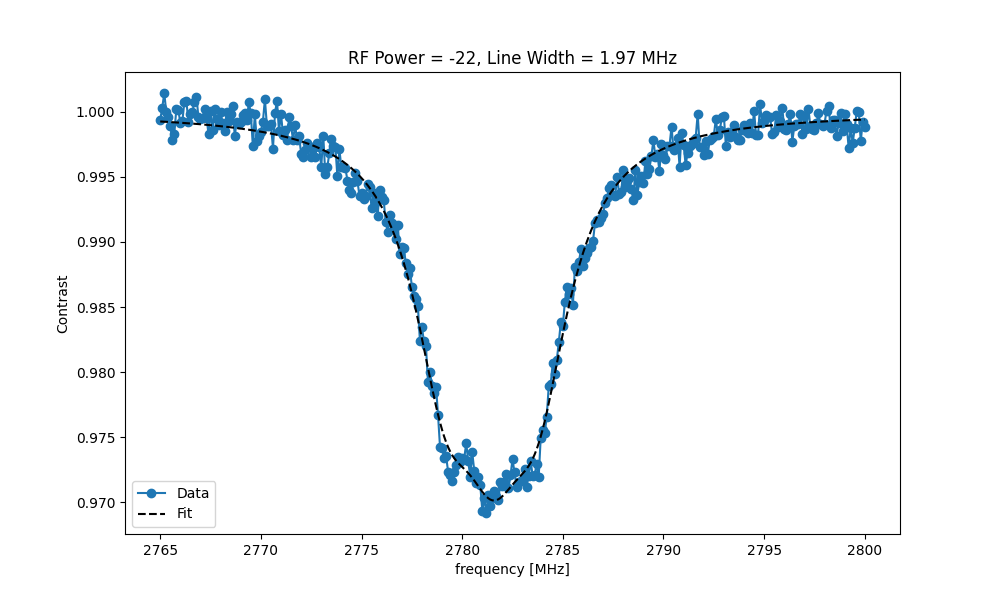 RF Power = -22, Line Width = 1.97 MHz
Contrast
1.000
0.995
0.990
0.985
0.980
0.975
0.970
Data
Fit
2765 2770 2775 2780 2785 2790 2795 2800
frequency [MHz]